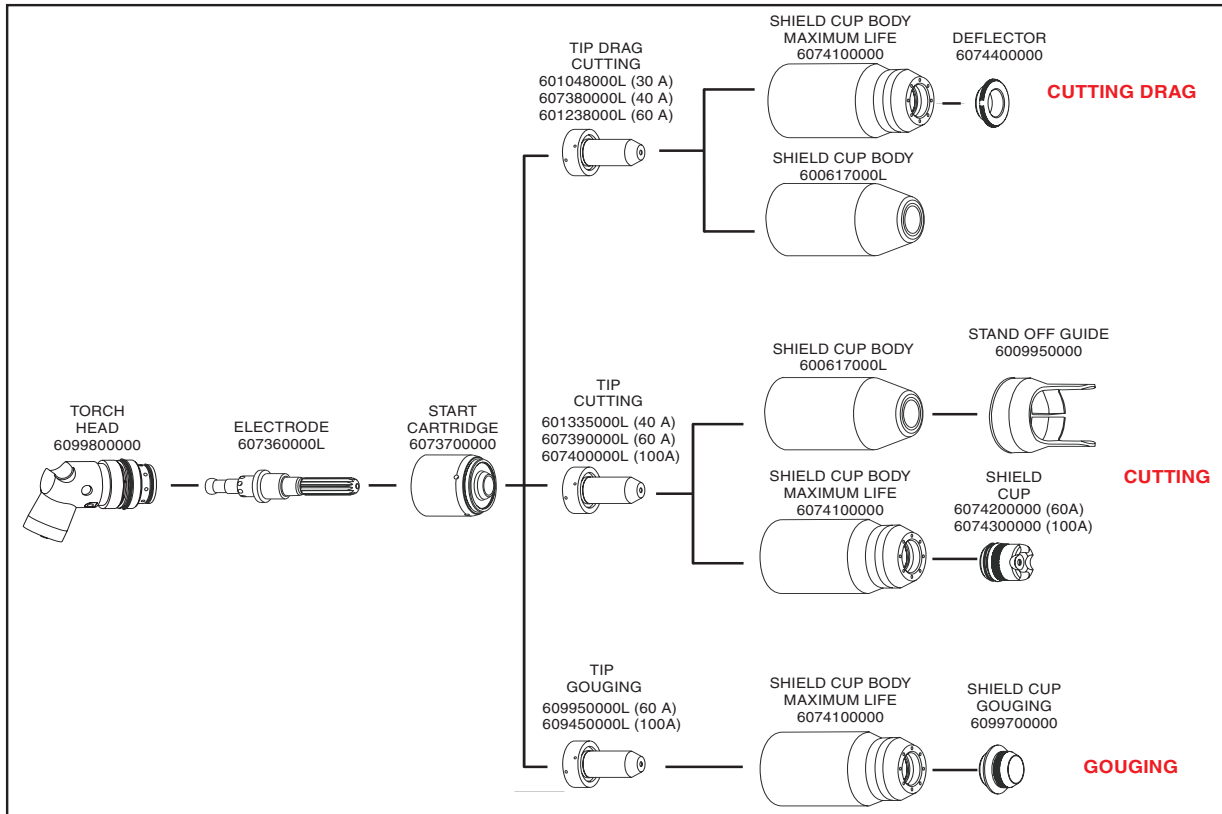 SHIELD CUP BODY
MAXIMUM LIFE
6074100000
DEFLECTOR
6074400000
CUTTING DRAG
TIP DRAG
CUTTING
601048000L (30 A)
607380000L (40 A)
601238000L (60 A)
SHIELD CUP BODY
600617000L
TORCH
HEAD
6099800000
ELECTRODE
607360000L
START
CARTRIDGE
6073700000
TIP
CUTTING
601335000L (40 A)
607390000L (60 A)
607400000L (100A)
SHIELD CUP BODY
600617000L
STAND OFF GUIDE
6009950000
CUTTING
SHIELD CUP BODY
MAXIMUM LIFE
6074100000
SHIELD
CUP
6074200000 (60A)
6074300000 (100A)
TIP
GOUGING
609950000L (60 A)
609450000L (100A)
SHIELD CUP BODY
MAXIMUM LIFE
6074100000
SHIELD CUP
GOUGING
6099700000
GOUGING